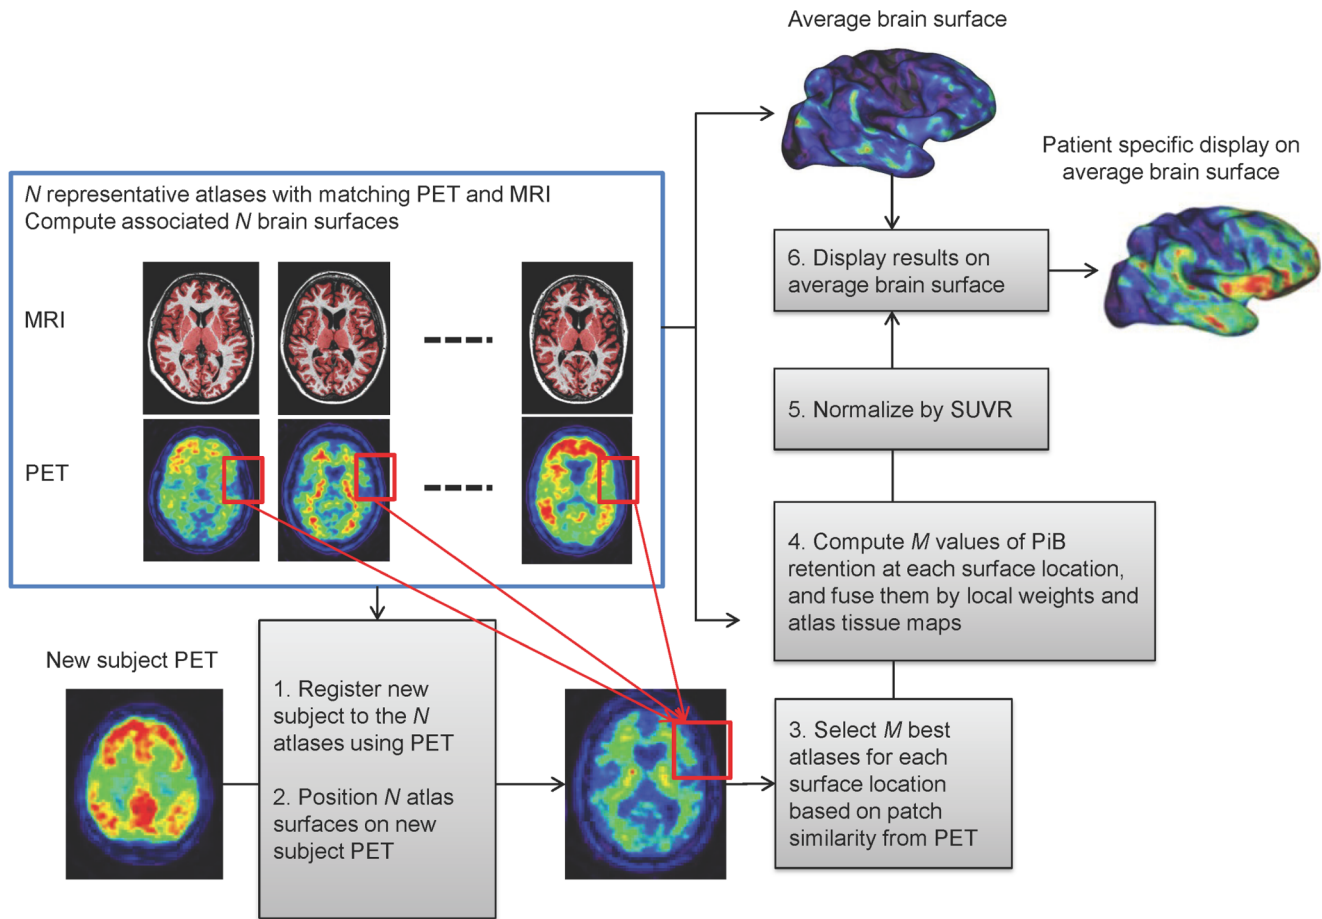 Average brain surface
Patient specific display on
average brain surface
N representative atlases with matching PET and MRI
Compute associated N brain surfaces
MRI
PET
6. Display results on
average brain surface
5. Normalize by SUVR
4. Compute M values of PiB
retention at each surface location,
and fuse them by local weights and
atlas tissue maps
New subject PET
1. Register new
subject to the N
atlases using PET
2. Position N atlas
surfaces on new
subject PET
3. Select M best
atlases for each
surface location
based on patch
similarity from PET